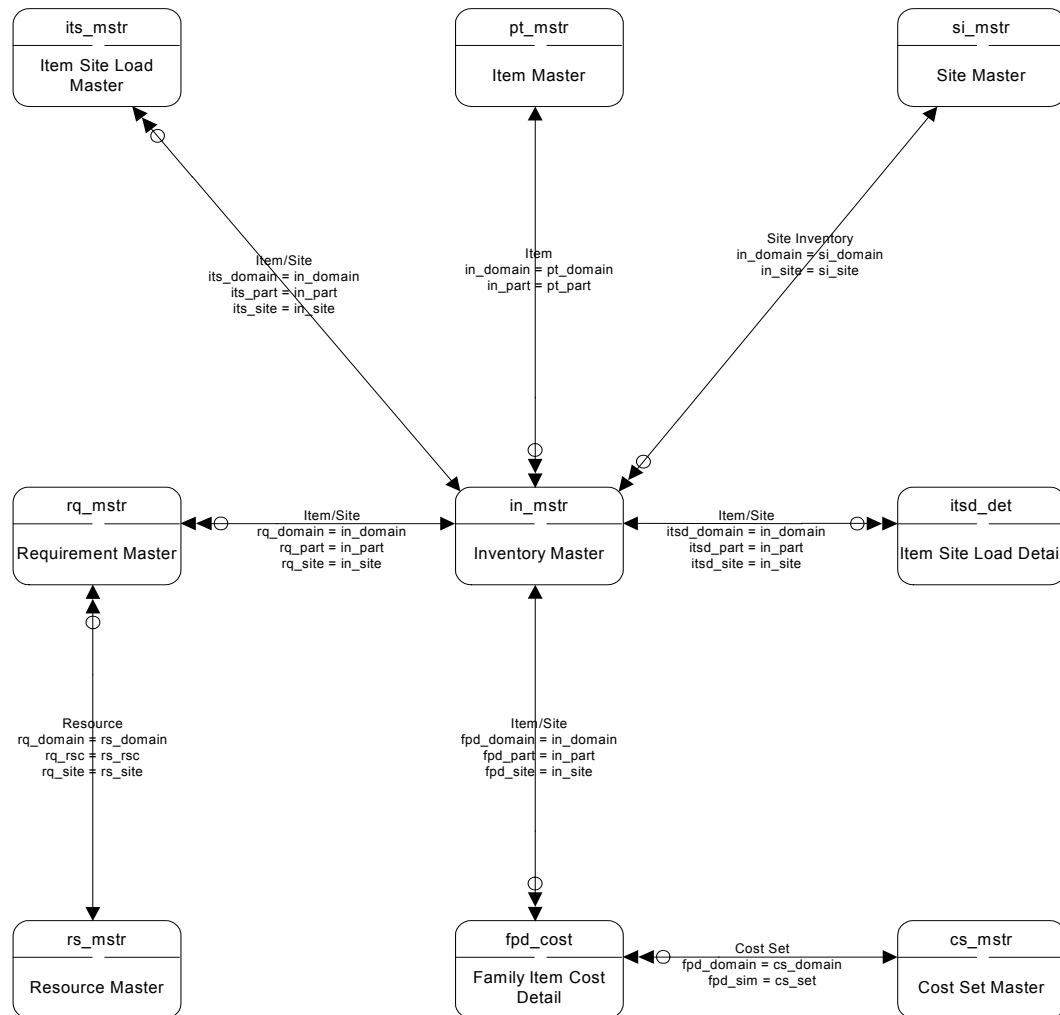 its_mstr
Item Site Load
Master
pt_mstr
Item Master
si_mstr
Site Master
Item/Site
its_domain = in_domain
its_part = in_part
its_site = in_site
Item
in_domain = pt_domain
in_part = pt_part
Site Inventory
in_domain = si_domain
in_site = si_site
rq_mstr
Requirement Master
Item/Site
rq_domain = in_domain
rq_part = in_part
rq_site = in_site
in_mstr
Inventory Master
Item/Site
itsd_domain = in_domain
itsd_part = in_part
itsd_site = in_site
itsd_det
Item Site Load Detail
Resource
rq_domain = rs_domain
rq_rsc = rs_rsc
rq_site = rs_site
Item/Site
fpd_domain = in_domain
fpd_part = in_part
fpd_site = in_site
rs_mstr
Resource Master
fpd_cost
Family Item Cost
Detail
Cost Set
fpd_domain = cs_domain
fpd_sim = cs_set
cs_mstr
Cost Set Master